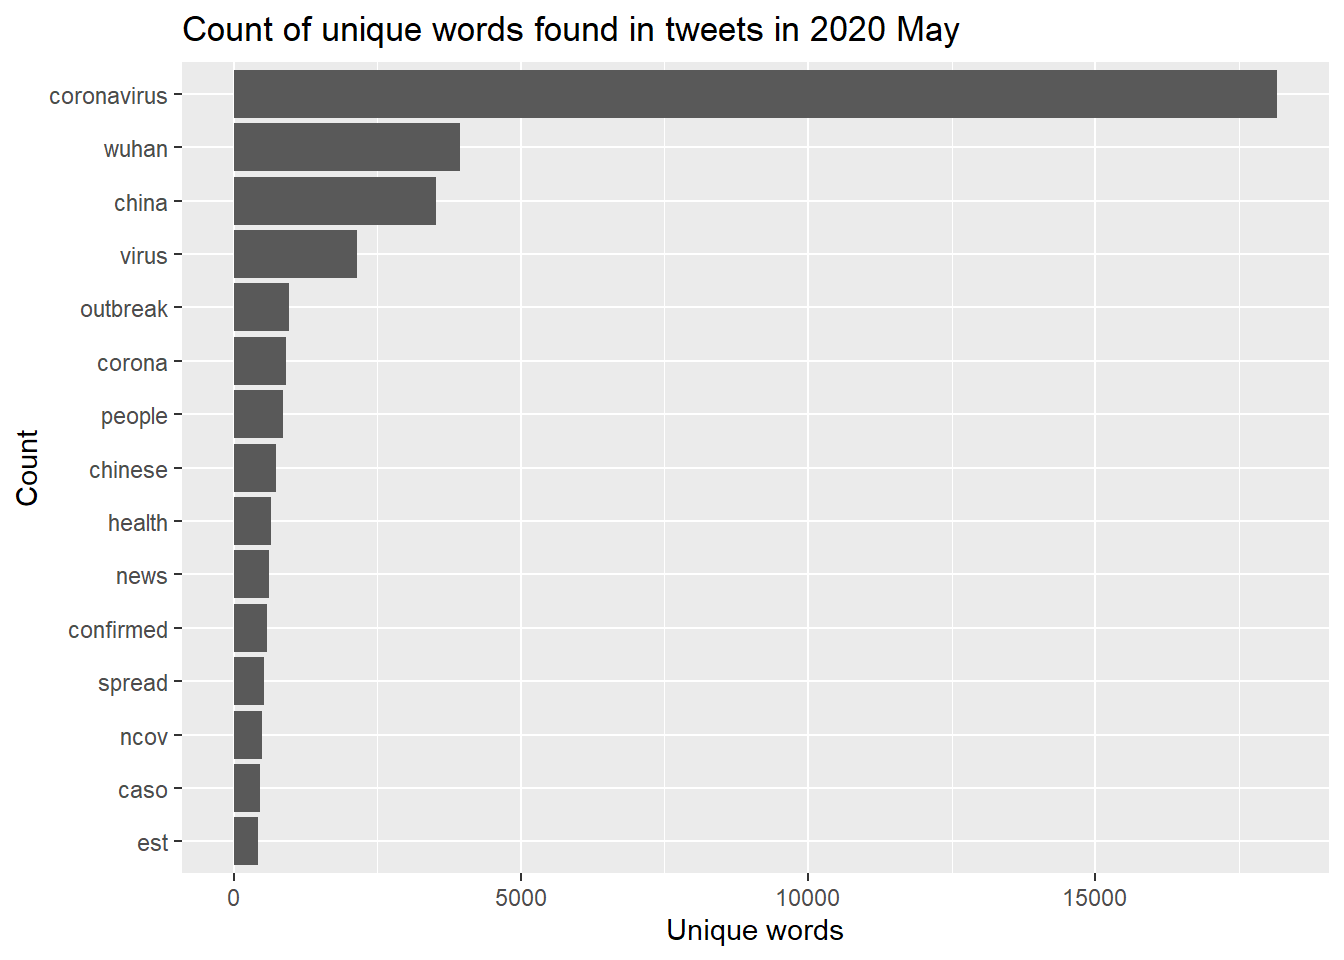 Count of unique words found in tweets in 2020 May
coronavirus
wuhan
china
virus
outbreak
corona
people
chinese
health
news
confirmed
spread
ncov
caso
est
Count
0 5000 10000 15000
Unique words